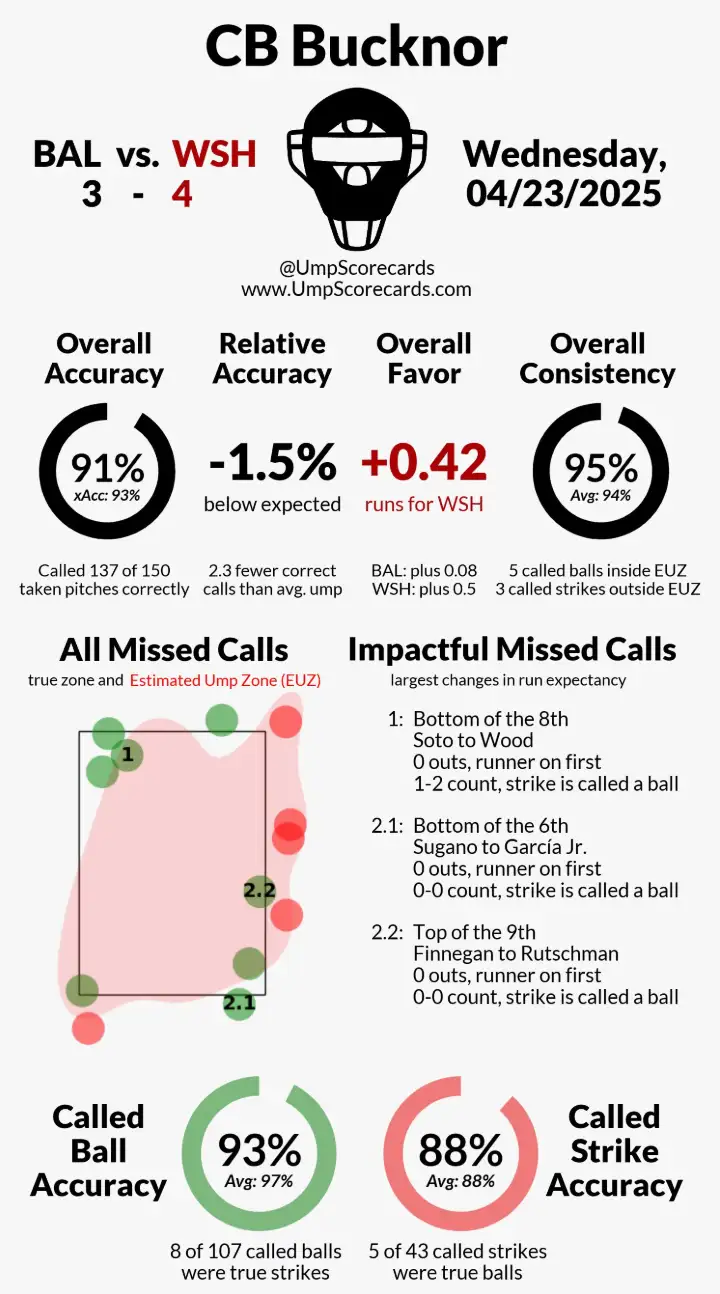 CB Bucknor
BAL vs. WSH
3 - 4
Wednesday,
04/23/2025
@UmpScorecards
www.UmpScorecards.com
Overall
Accuracy
91%
xAcc: 93%
Called 137 of 150
taken pitches correctly
Relative
Accuracy
-1.5%
below expected
2.3 fewer correct
calls than avg. ump
Overall
Favor
+0.42
runs for WSH
BAL: plus 0.08
WSH: plus 0.5
Overall
Consistency
95%
Avg: 94%
5 called balls inside EUZ
3 called strikes outside EUZ
All Missed Calls
true zone and Estimated Ump Zone (EUZ)
1
2.2
2.1
Impactful Missed Calls
largest changes in run expectancy
1: Bottom of the 8th
Soto to Wood
0 outs, runner on first
1-2 count, strike is called a ball
2.1: Bottom of the 6th
Sugano to García Jr.
0 outs, runner on first
0-0 count, strike is called a ball
2.2: Top of the 9th
Finnegan to Rutschman
0 outs, runner on first
0-0 count, strike is called a ball
Called
Ball
Accuracy
93%
Avg: 97%
8 of 107 called balls
were true strikes
88%
Avg: 88%
5 of 43 called strikes
were true balls
Called
Strike
Accuracy